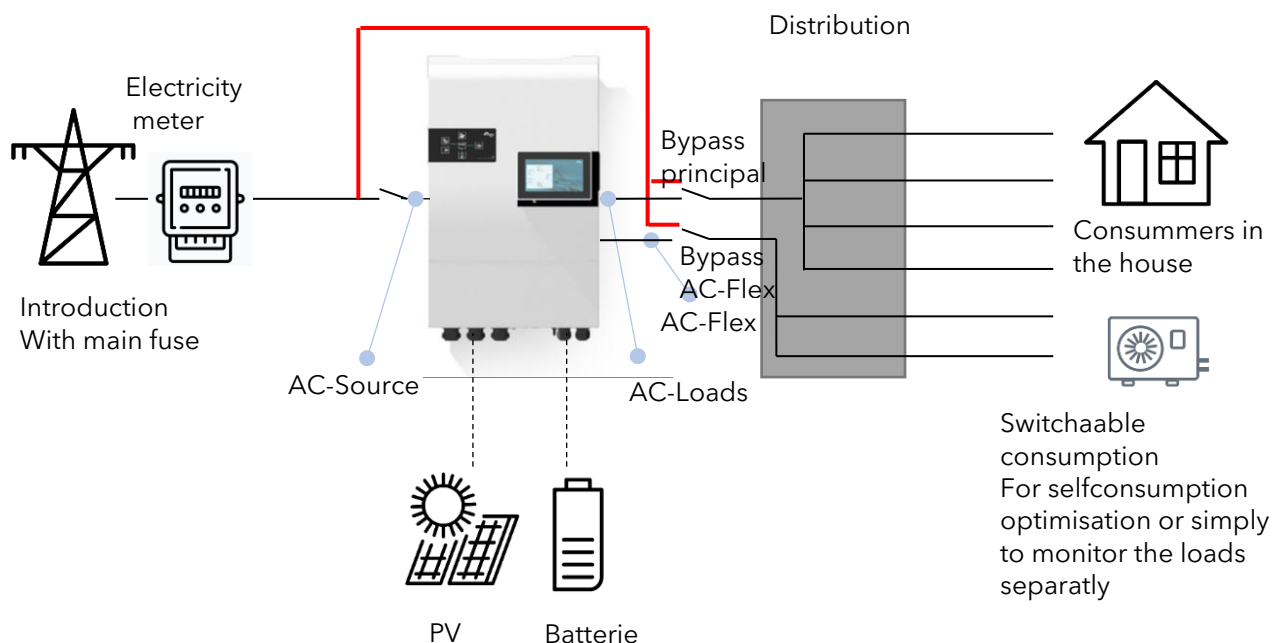 Distribution
Electricity
meter
Bypass
principal
Consummers in
the house
Bypass
AC-Flex
AC-Flex
Introduction
With main fuse
AC-Source
AC-Loads
Switchaable
consumption
For selfconsumption
optimisation or simply
to monitor the loads
separatly
PV
Batterie